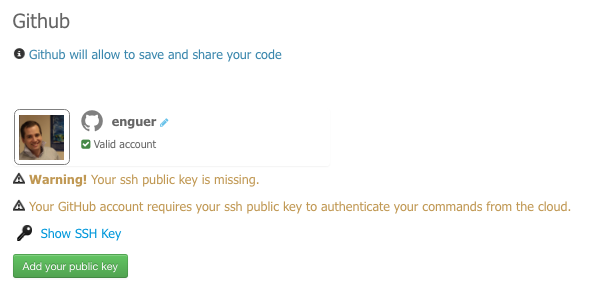 Github
Github will allow to save and share your code
enguer
Valid account
Warning! Your ssh public key is missing.
Your GitHub account requires your ssh public key to authenticate your commands from the cloud.
Show SSH Key
Add your public key